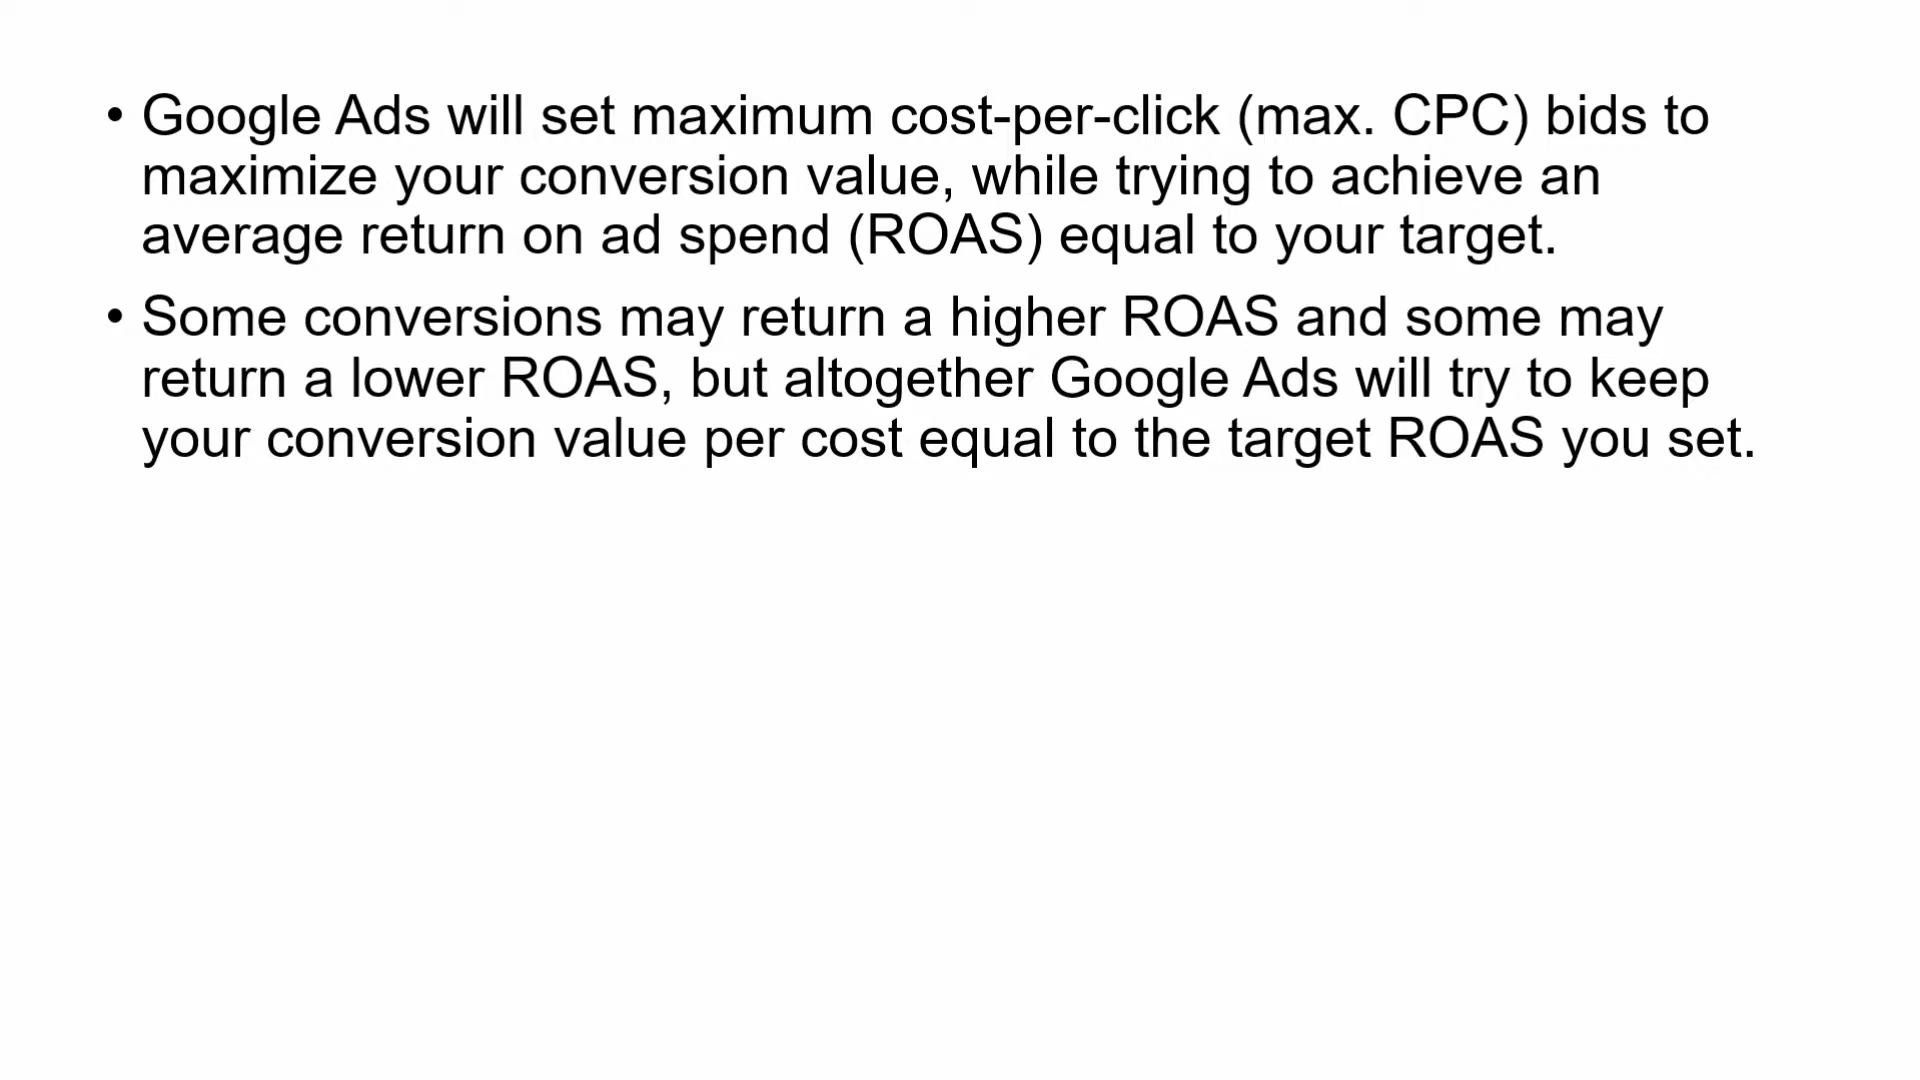 • Google Ads will set maximum cost-per-click (max. CPC) bids to
maximize your conversion value, while trying to achieve an
average return on ad spend (ROAS) equal to your target.
• Some conversions may return a higher ROAS and some may
return a lower ROAS, but altogether Google Ads will try to keep
your conversion value per cost equal to the target ROAS you set.